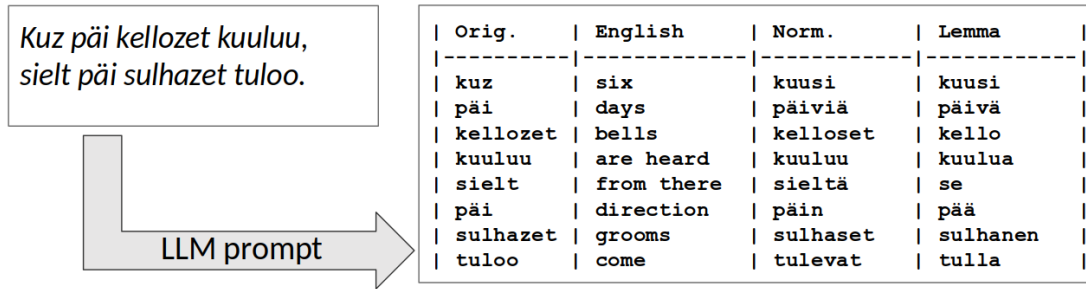 Kuz päi kellozet kuuluu,
sielt päi sulhazet tuloo.
LLM prompt
| Orig. | English | Norm. | Lemma |
|----------|-------------|------------|------------|
| kuz | six | kuusi | kuusi |
| päi | days | päiviä | päivä |
| kellozet | bells | kelloset | kello |
| kuuluu | are heard | kuuluu | kuulua |
| sielt | from there | sieltä | se |
| päi | direction | päin | pää |
| sulhazet | grooms | sulhaset | sulhanen |
| tuloo | come | tulevat | tulla |